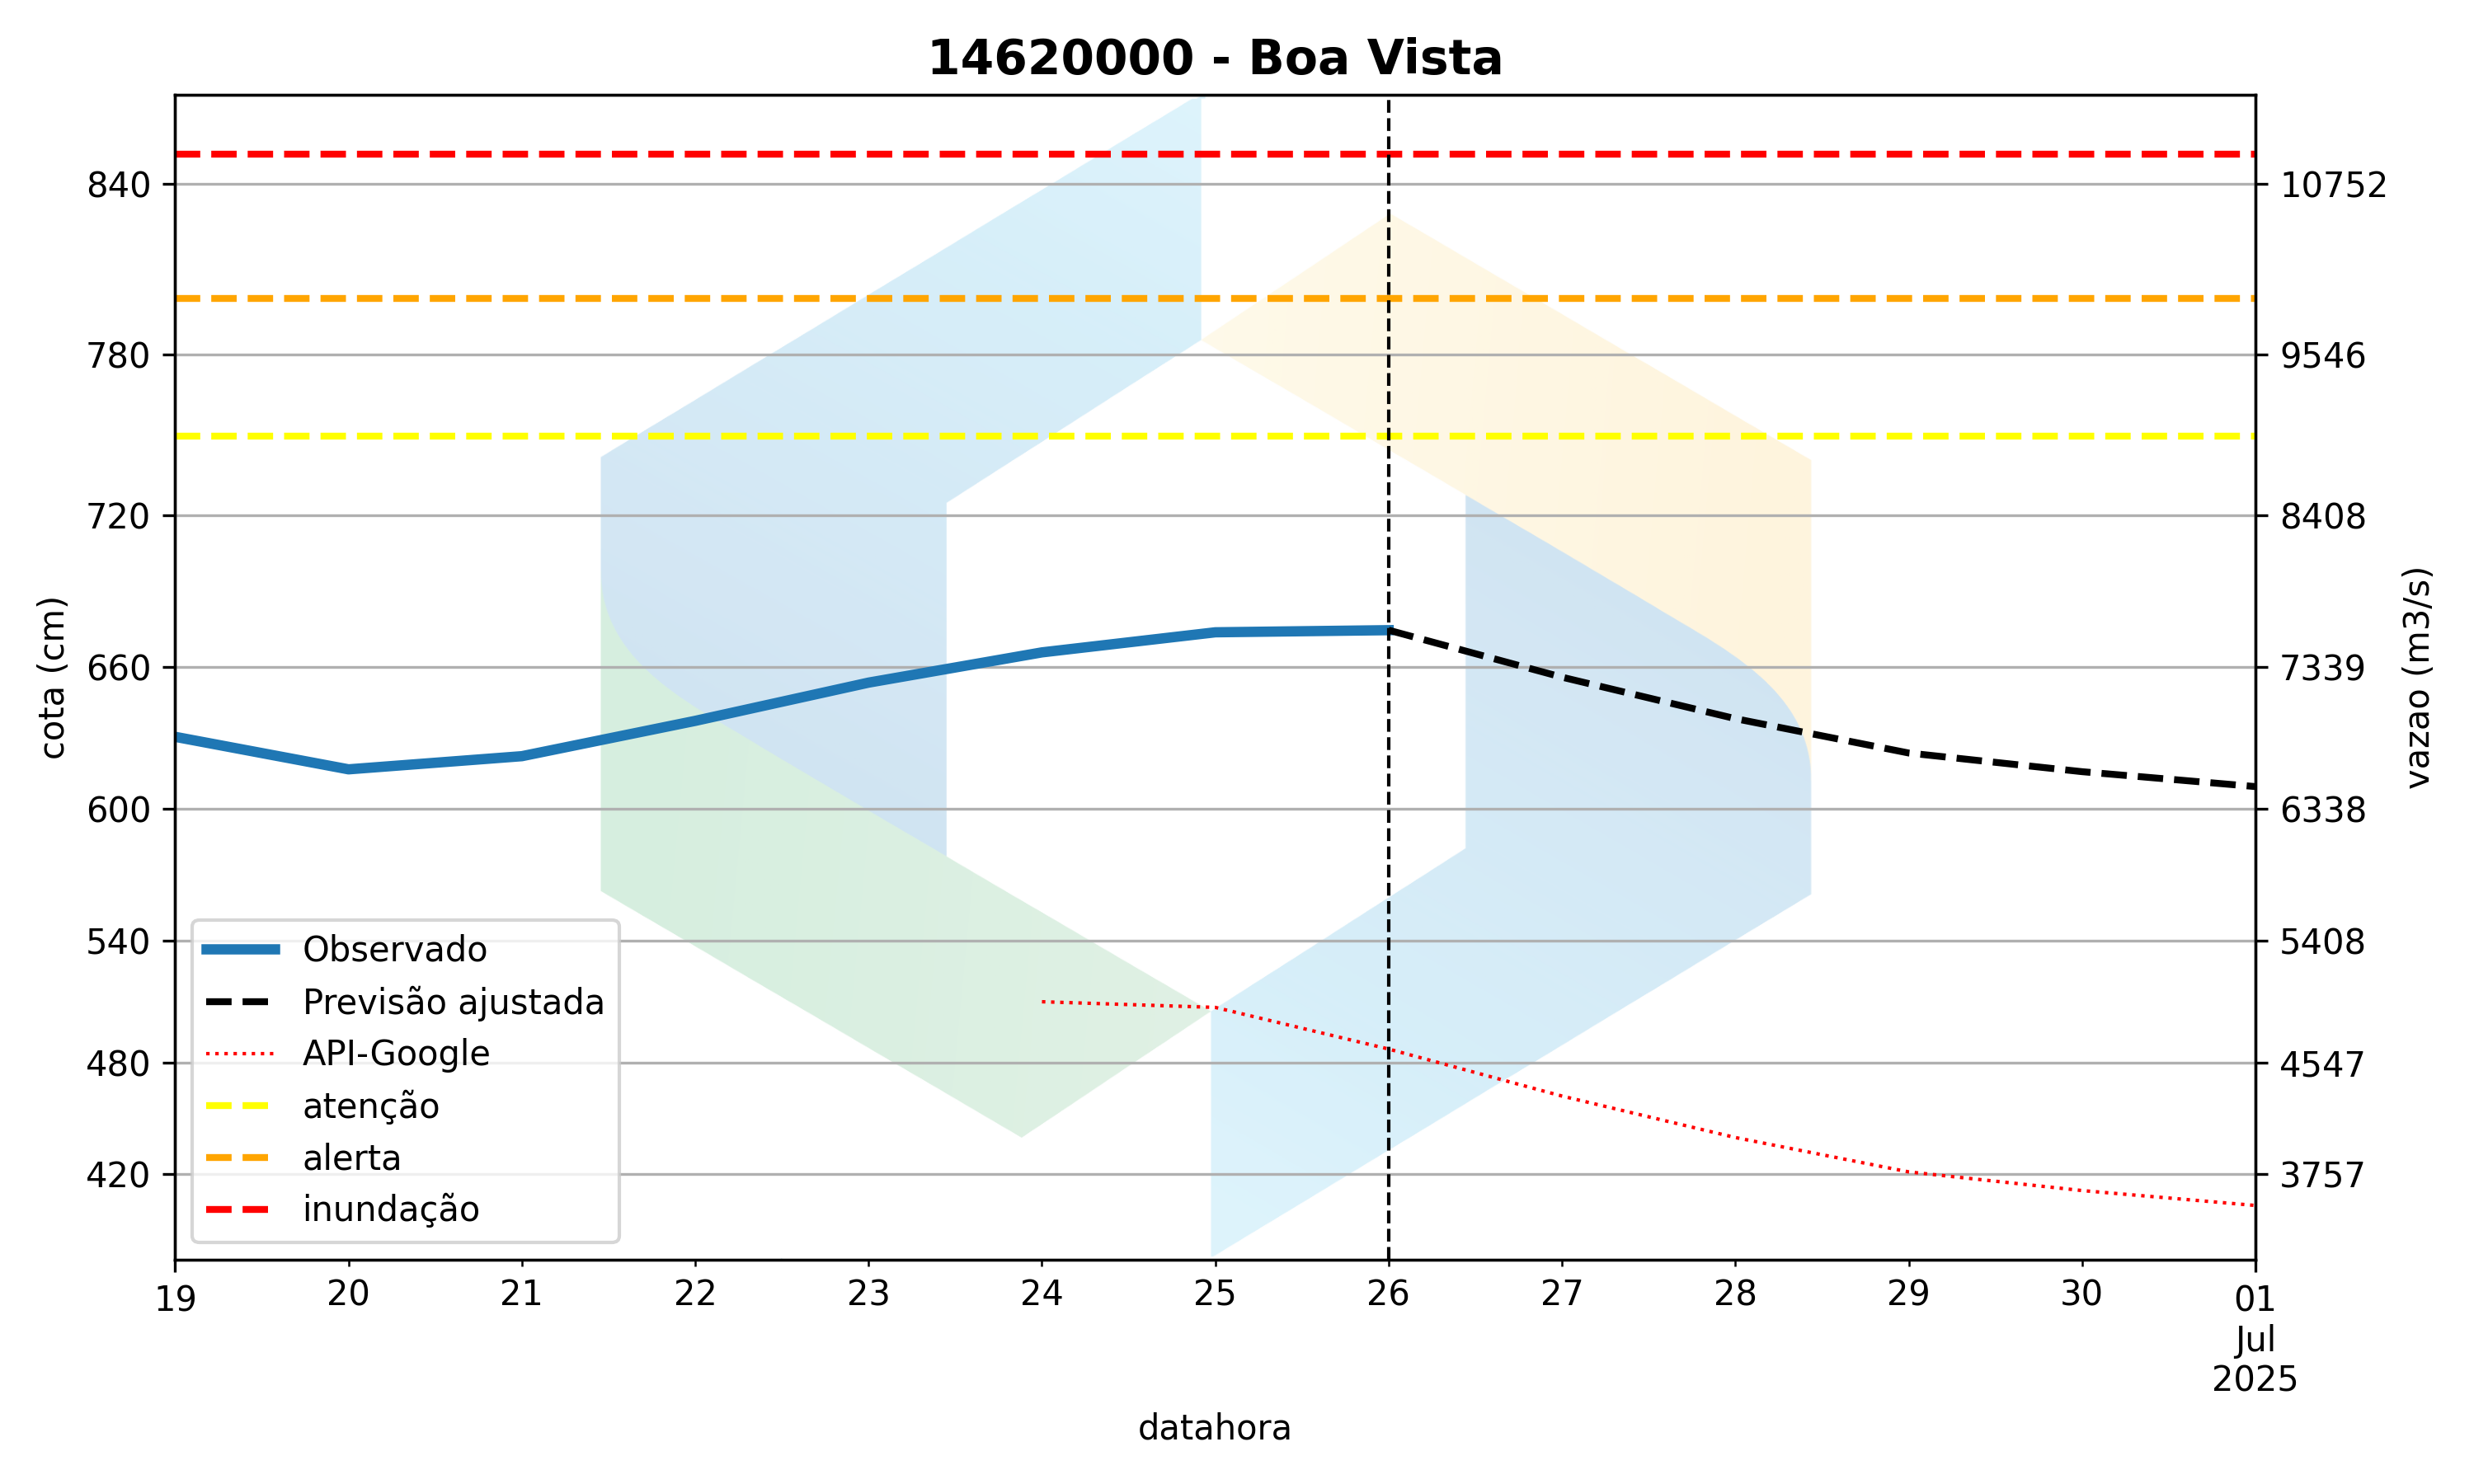 14620000 - Boa Vista
840
780
720
660
600
540
480
420
cota (cm)
10752
9546
8408
7339
6338
5408
4547
3757
vazao (m3/s)
Observado
Previsão ajustada
API-Google
atenção
alerta
inundação
19 20 21 22 23 24 25 26 27 28 29 30 01
Jul
2025
datahora